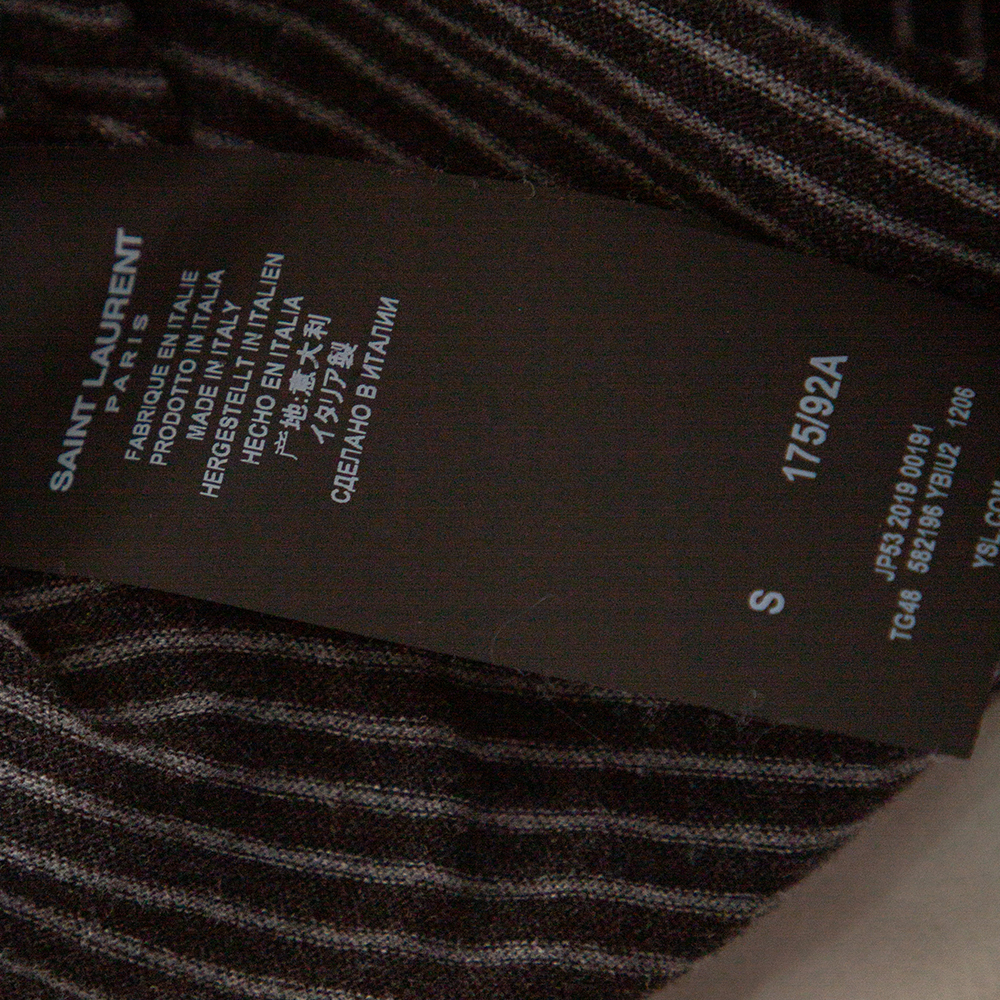 SAINT LAURENT
PARIS
FABRIQUE EN ITALIE
PRODOTTO IN ITALIA
MADE IN ITALY
HERGESTELLT IN ITALIEN
HECHO EN ITALIA
产地:意大利
イタリア製
СДЕЛАНО В ИТАЛИИ
S 175/92A
JP53 2019 00191
TG48 582196 YBIU2 1206
YSL.CO